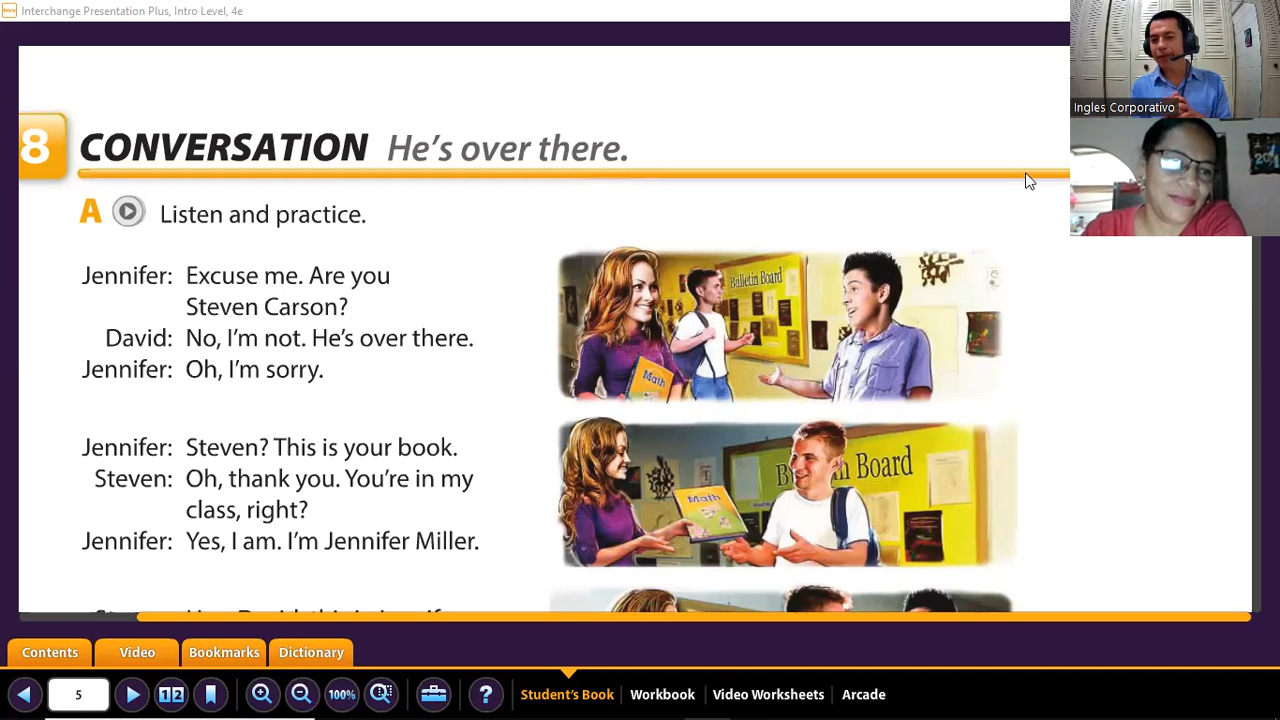 Interchange Presentation Plus, Intro Level, 4e
Ingles Corporativo
8 CONVERSATION He's over there.
A Listen and practice.
Jennifer: Excuse me. Are you
Steven Carson?
David: No, I'm not. He's over there.
Jennifer: Oh, I'm sorry.
Bulletin Board
Math
Jennifer: Steven? This is your book.
Steven: Oh, thank you. You're in my
class, right?
Jennifer: Yes, I am. I'm Jennifer Miller.
Math
Board
Contents Video Bookmarks Dictionary
5 1 2 100% ? Student's Book Workbook Video Worksheets Arcade